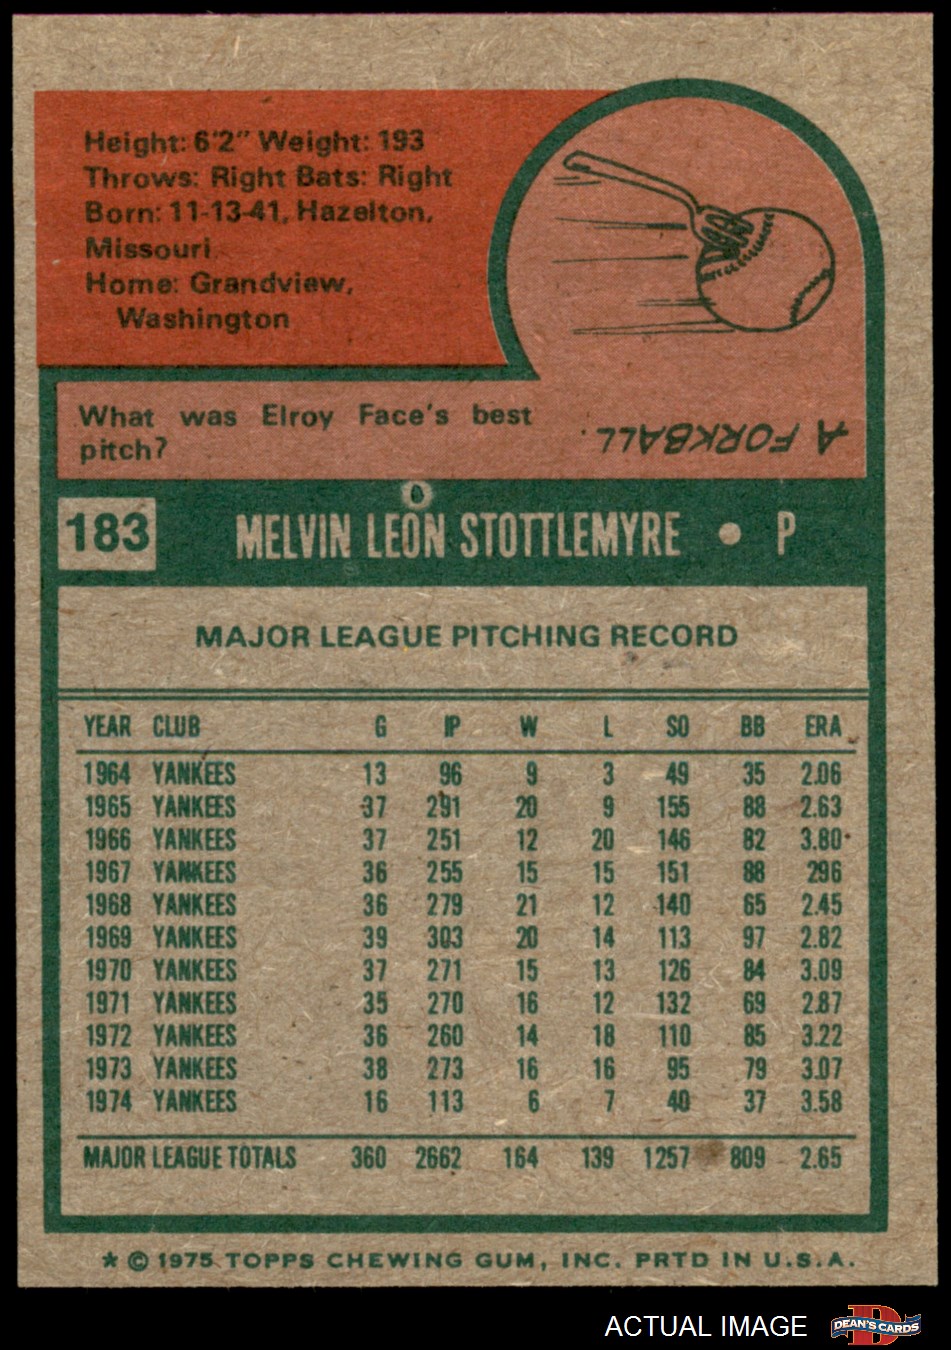 Height: 6'2" Weight: 193
Throws: Right Bats: Right
Born: 11-13-41, Hazelton,
Missouri
Home: Grandview,
Washington
What was Elroy Face's best
pitch?
A FORKBALL.
183 MELVIN LEON STOTTLEMYRE • P
MAJOR LEAGUE PITCHING RECORD
YEAR CLUB G IP W L SO BB ERA
1964 YANKEES 13 96 9 3 49 35 2.06
1965 YANKEES 37 291 20 9 155 88 2.63
1966 YANKEES 37 251 12 20 146 82 3.80
1967 YANKEES 36 255 15 15 151 88 296
1968 YANKEES 36 279 21 12 140 65 2.45
1969 YANKEES 39 303 20 14 113 97 2.82
1970 YANKEES 37 271 15 13 126 84 3.09
1971 YANKEES 35 270 16 12 132 69 2.87
1972 YANKEES 36 260 14 18 110 85 3.22
1973 YANKEES 38 273 16 16 95 79 3.07
1974 YANKEES 16 113 6 7 40 37 3.58
MAJOR LEAGUE TOTALS 360 2662 164 139 1257 809 2.65
* © 1975 TOPPS CHEWING GUM, INC. PRTD IN U.S.A.
ACTUAL IMAGE
D
DEAN'S CARDS